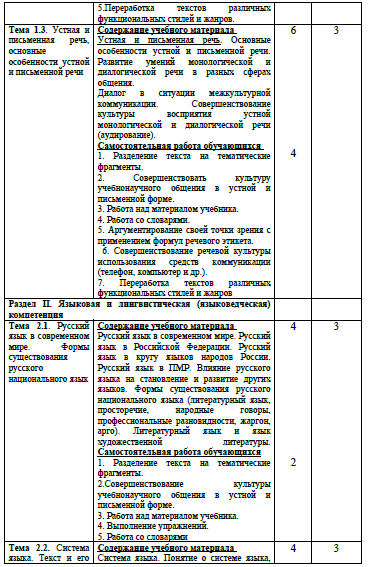 5.Переработка текстов различных
функциональных стилей и жанров.
Тема 1.3. Устная и
письменная речь,
основные
особенности устной
и письменной речи
Содержание учебного материала
Устная и письменная речь. Основные
особенности устной и письменной речи.
Развитие умений монологической и
диалогической речи в разных сферах
общения.
Диалог в ситуации межкультурной
коммуникации. Совершенствование
культуры восприятия устной
монологической и диалогической речи
(аудирование).
Самостоятельная работа обучающихся
1. Разделение текста на тематические
фрагменты.
2. Совершенствовать культуру
учебнонаучного общения в устной и
письменной форме.
3. Работа над материалом учебника.
4. Работа со словарями.
5. Аргументирование своей точки зрения с
применением формул речевого этикета.
6. Совершенствование речевой культуры
использования средств коммуникации
(телефон, компьютер и др.).
7. Переработка текстов различных
функциональных стилей и жанров
6
4
3
Раздел II. Языковая и лингвистическая (языковедческая)
компетенция
Тема 2.1. Русский
язык в современном
мире. Формы
существования
русского
национального язык
Содержание учебного материала
Русский язык в современном мире. Русский
язык в Российской Федерации. Русский
язык в кругу языков народов России.
Русский язык в ПМР. Влияние русского
языка на становление и развитие других
языков. Формы существования русского
национального языка (литературный язык,
просторечие, народные говоры,
профессиональные разновидности, жаргон,
арго). Литературный язык и язык
художественной литературы.
Самостоятельная работа обучающихся
1. Разделение текста на тематические
фрагменты.
2.Совершенствование культуры
учебнонаучного общения в устной и
письменной форме.
3. Работа над материалом учебника.
4. Выполнение упражнений.
5. Работа со словарями
4
2
3
Тема 2.2. Система
языка. Текст и его
Содержание учебного материала
Система языка. Понятие о системе языка,
4
3